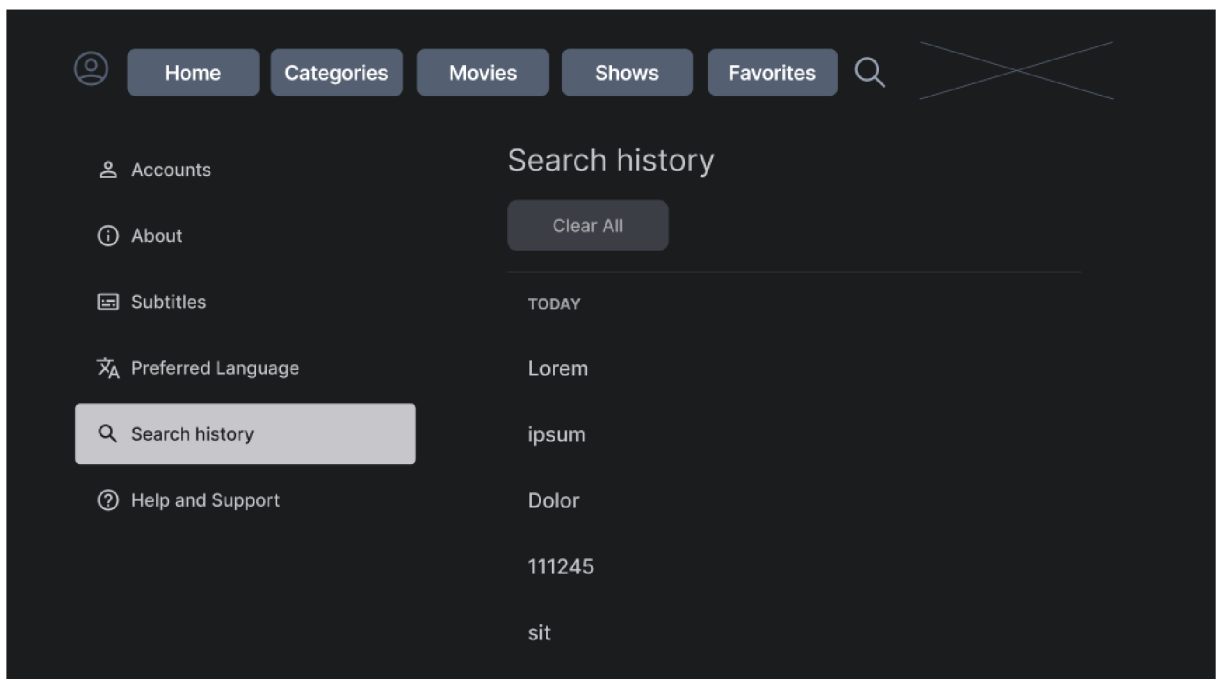 Home Categories Movies Shows Favorites
Accounts
About
Subtitles
Preferred Language
Search history
Help and Support
Search history
Clear All
TODAY
Lorem
ipsum
Dolor
111245
sit